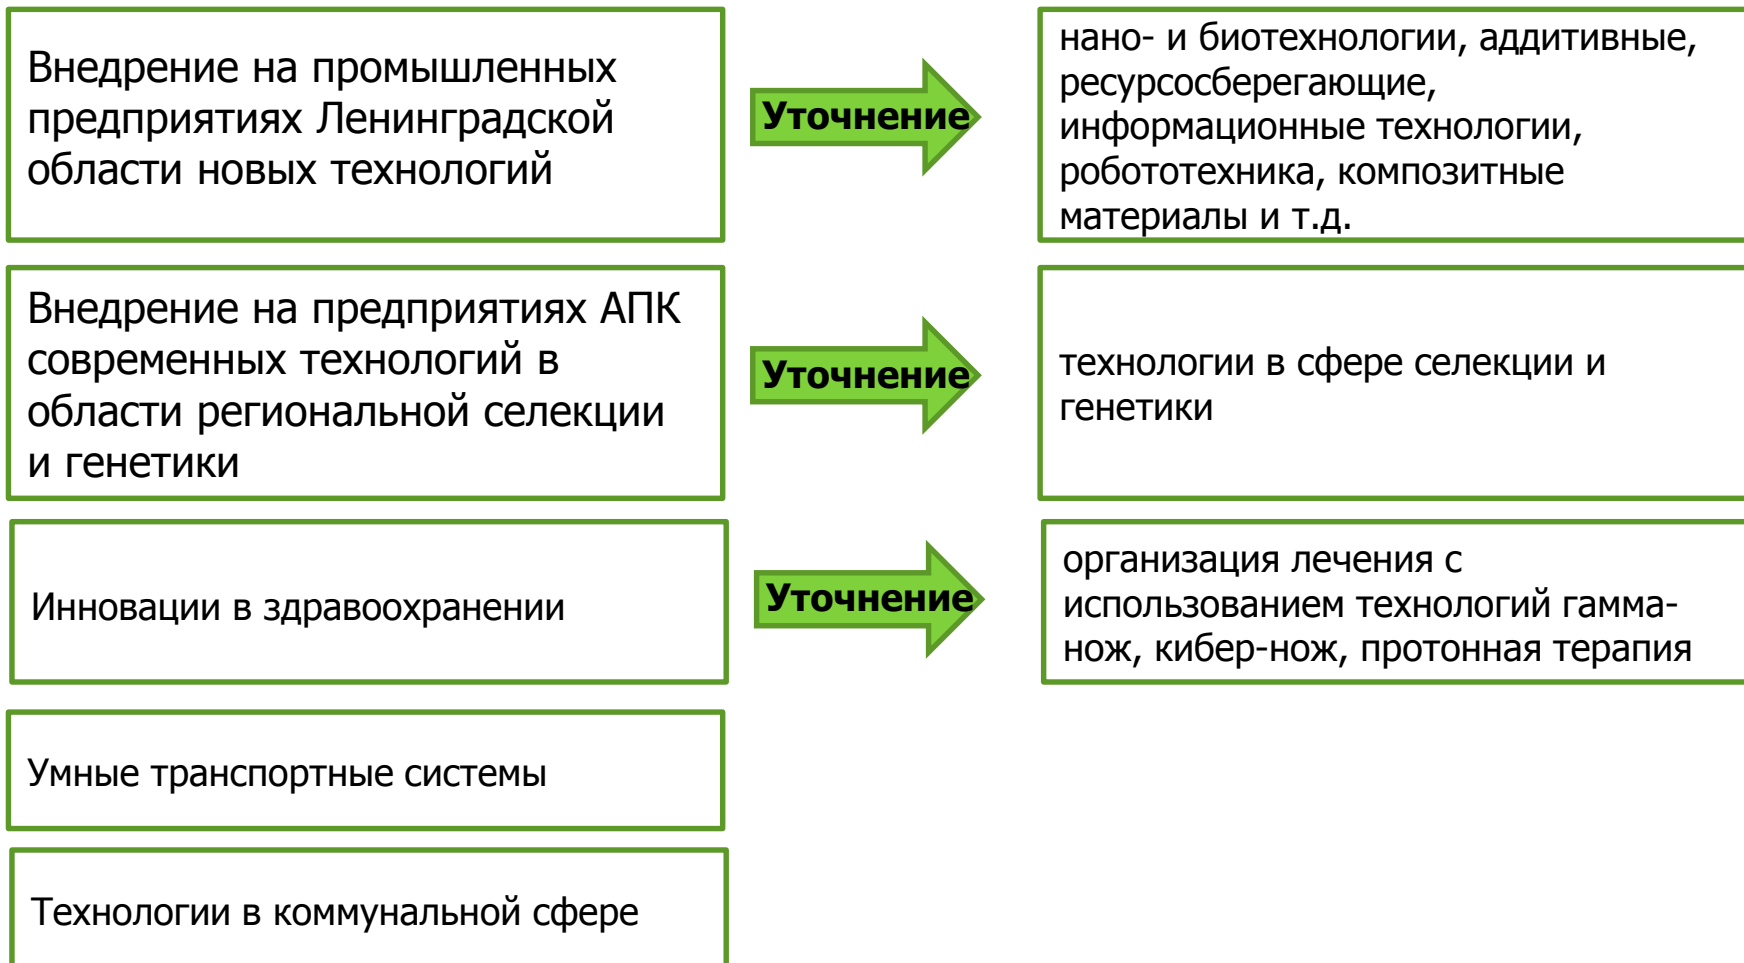 Внедрение на промышленных
предприятиях Ленинградской
области новых технологий
Уточнение
нано- и биотехнологии, аддитивные,
ресурсосберегающие,
информационные технологии,
робототехника, композитные
материалы и т.д.
Внедрение на предприятиях АПК
современных технологий в
области региональной селекции
и генетики
Уточнение
технологии в сфере селекции и
генетики
Инновации в здравоохранении
Уточнение
организация лечения с
использованием технологий гамма-
нож, кибер-нож, протонная терапия
Умные транспортные системы
Технологии в коммунальной сфере